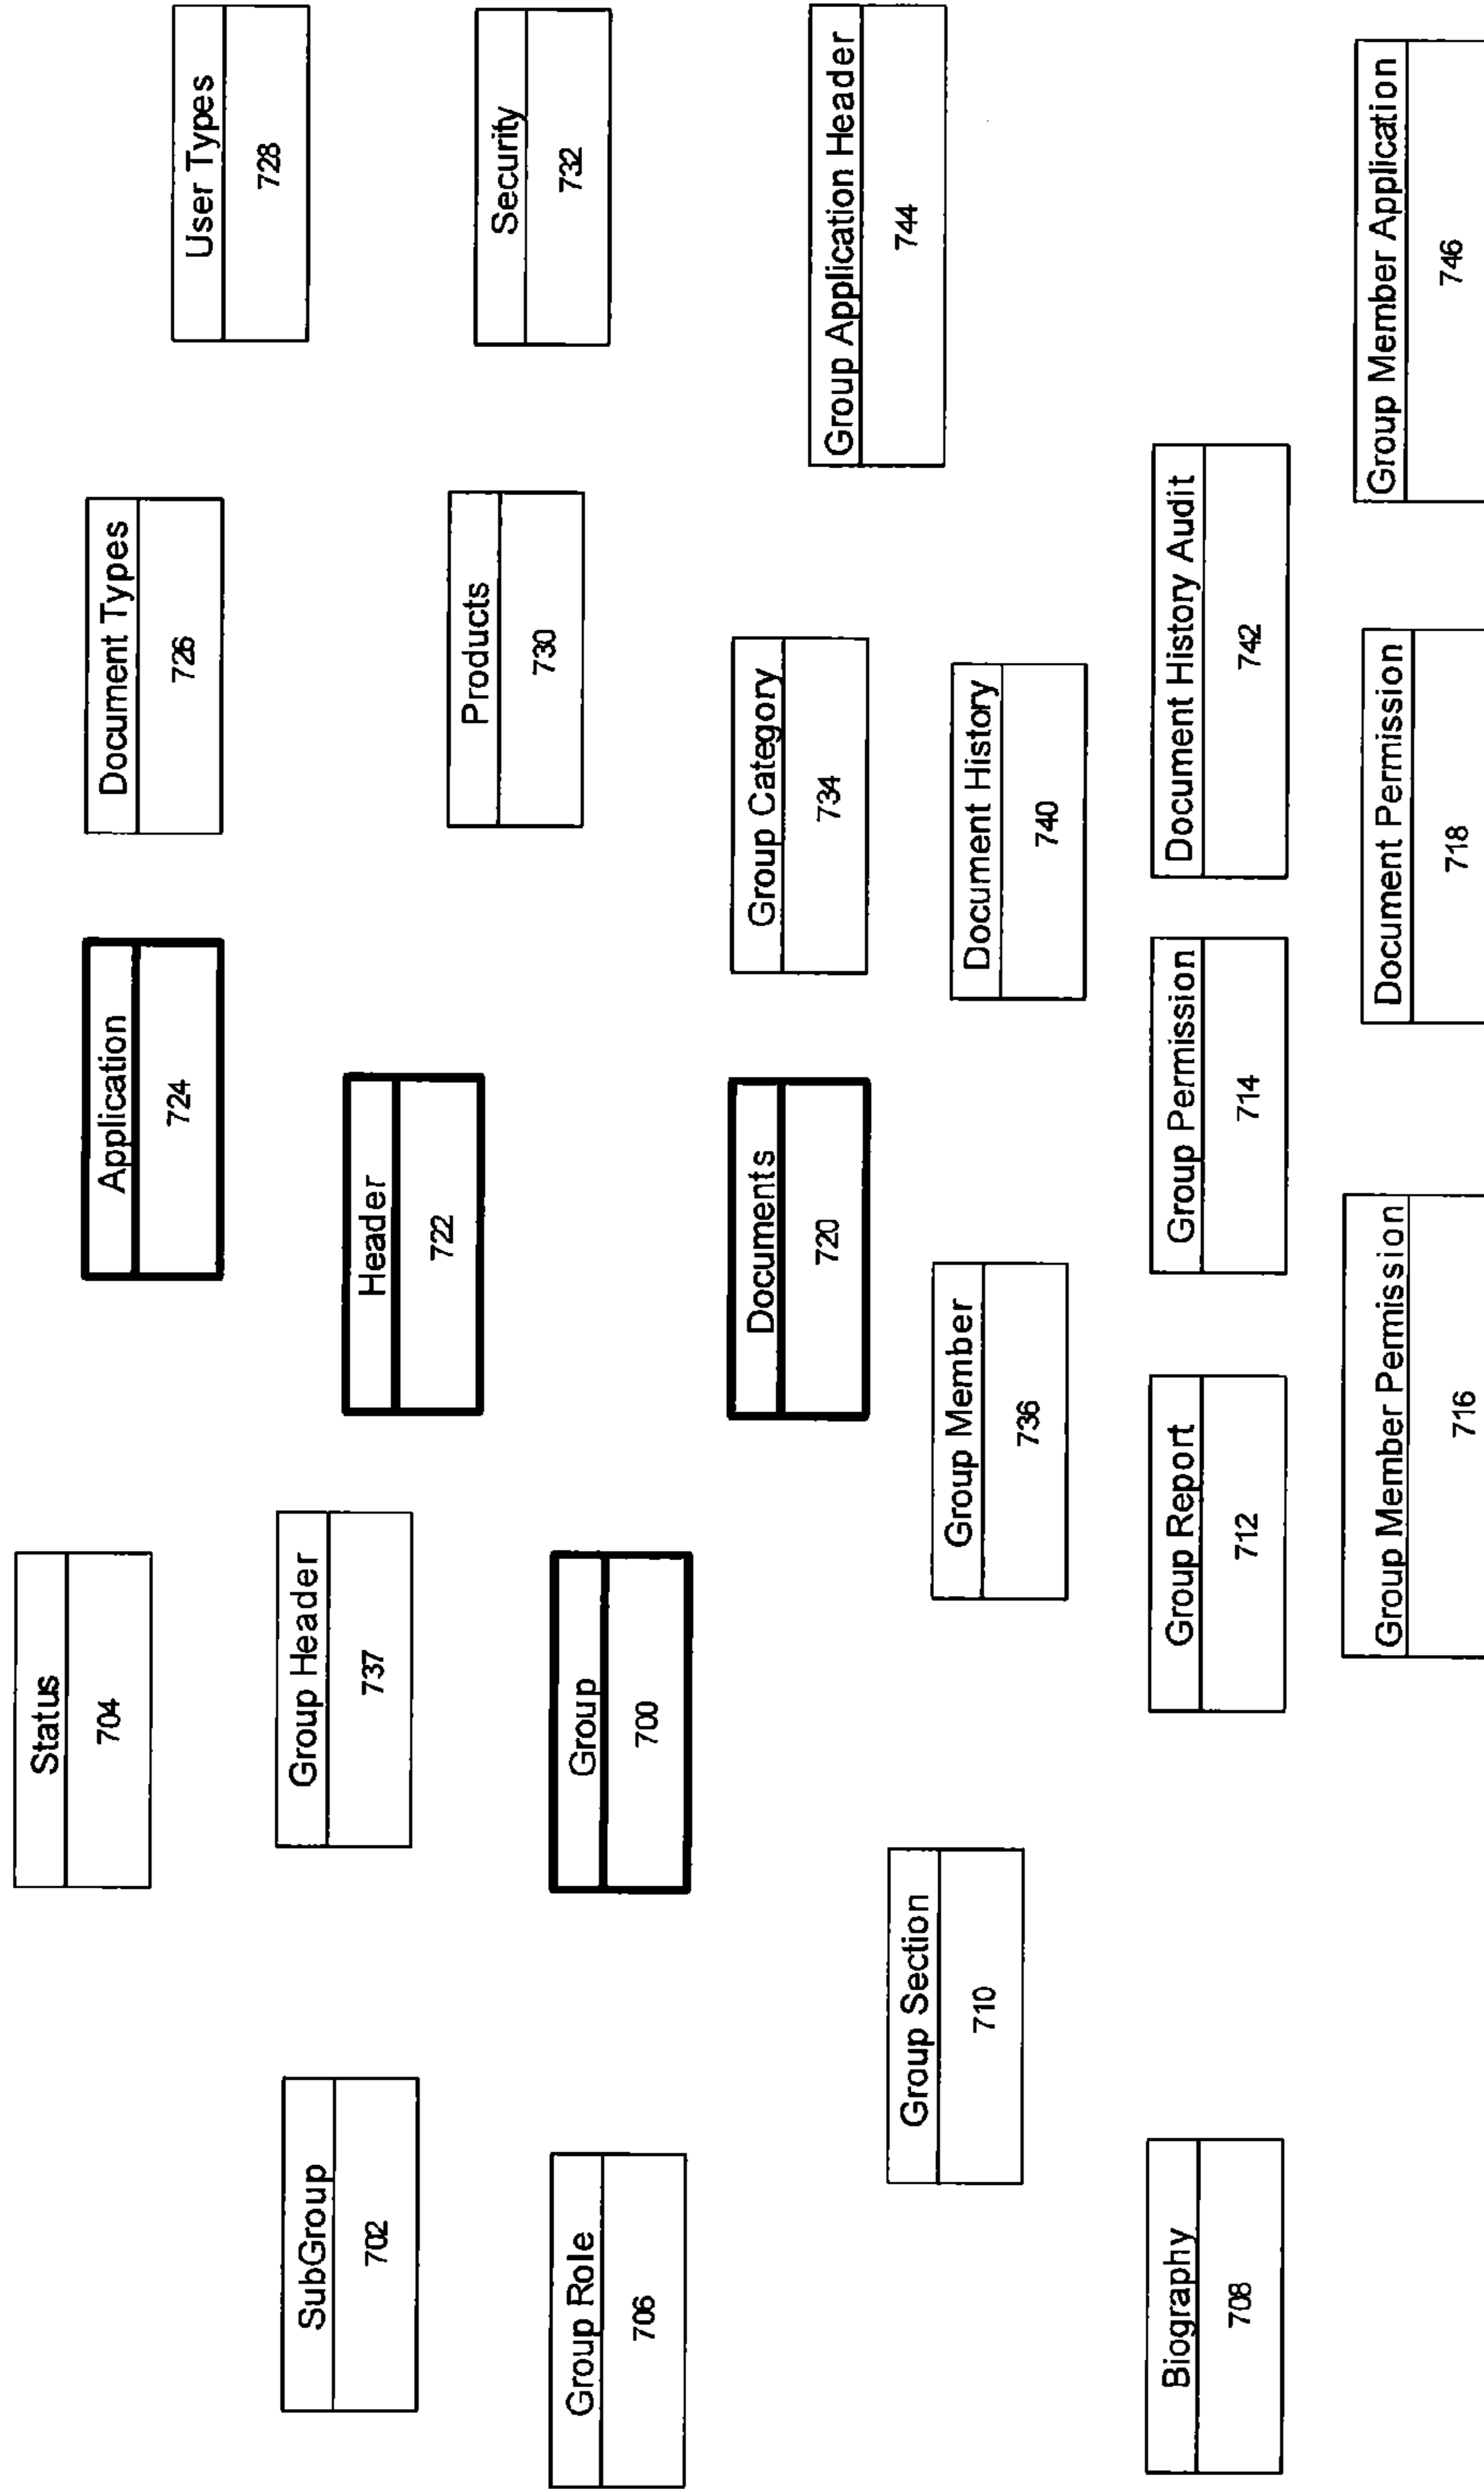 Status
704
Application
724
Document Types
726
User Types
728
SubGroup
702
Group Header
737
Header
722
Products
730
Security
732
Group Role
706
Group
700
Documents
720
Group Category
734
Group Application Header
744
Group Section
710
Group Member
736
Document History
740
Biography
708
Group Report
712
Group Permission
714
Document History Audit
742
Group Member Permission
716
Document Permission
718
Group Member Application
746